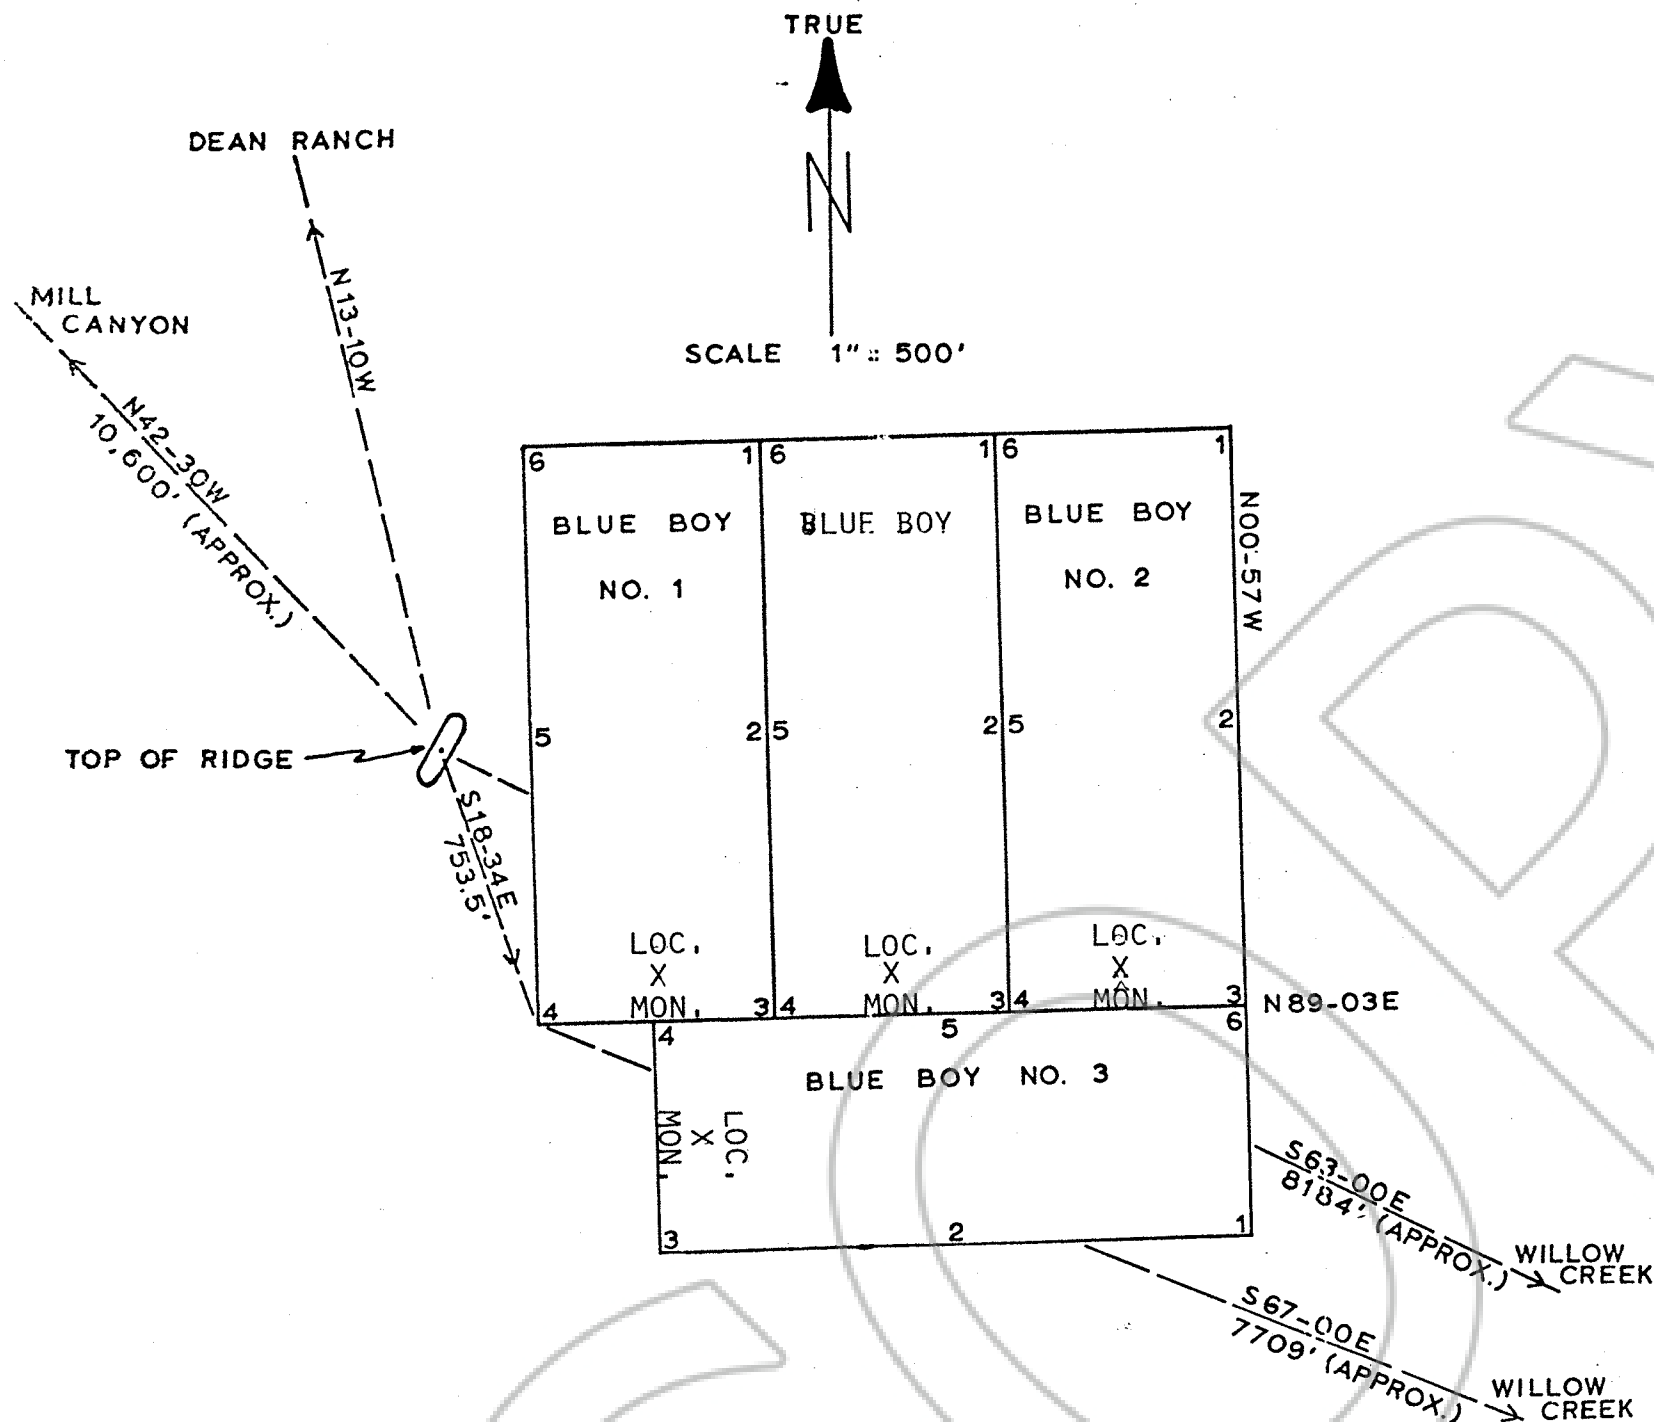 TRUE
N
SCALE 1" = 500'
DEAN RANCH
N13-10W
MILL
CANYON
N42-30W
10,600' (APPROX.)
TOP OF RIDGE
S18-34E
753.5'
6 1 6 1 6 1
BLUE BOY
NO. 1
BLUE BOY
BLUE BOY
NO. 2
N00-57W
5 2 5 2 5 2
LOC.
X
MON.
LOC.
X
MON.
LOC.
X
MON.
4 3 4 3 4 3
N89-03E
4 5 6
BLUE BOY NO. 3
LOC.
X
MON.
3 2 1
S63-00E
8184' (APPROX.)
WILLOW
CREEK
S67-00E
7709' (APPROX.)
WILLOW
CREEK